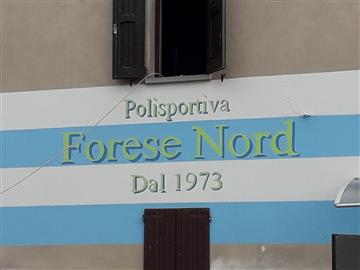 Polisportiva
Forese Nord
Dal 1973